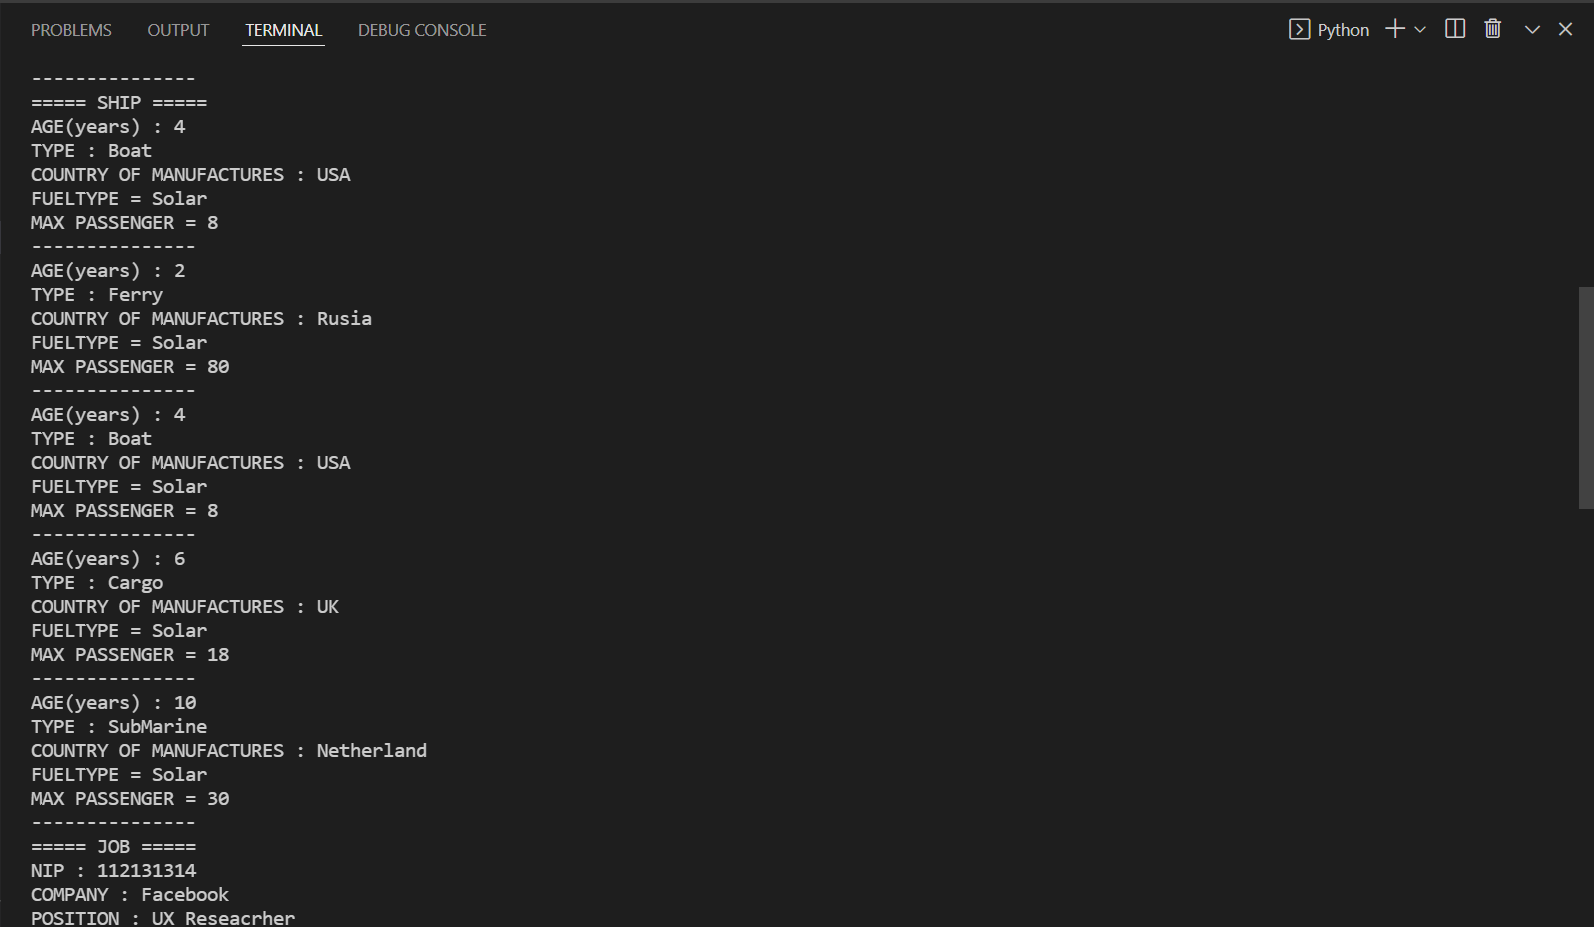 PROBLEMS OUTPUT TERMINAL DEBUG CONSOLE Python
---------------
===== SHIP =====
AGE(years) : 4
TYPE : Boat
COUNTRY OF MANUFACTURES : USA
FUELTYPE = Solar
MAX PASSENGER = 8
---------------
AGE(years) : 2
TYPE : Ferry
COUNTRY OF MANUFACTURES : Rusia
FUELTYPE = Solar
MAX PASSENGER = 80
---------------
AGE(years) : 4
TYPE : Boat
COUNTRY OF MANUFACTURES : USA
FUELTYPE = Solar
MAX PASSENGER = 8
---------------
AGE(years) : 6
TYPE : Cargo
COUNTRY OF MANUFACTURES : UK
FUELTYPE = Solar
MAX PASSENGER = 18
---------------
AGE(years) : 10
TYPE : SubMarine
COUNTRY OF MANUFACTURES : Netherland
FUELTYPE = Solar
MAX PASSENGER = 30
---------------
===== JOB =====
NIP : 112131314
COMPANY : Facebook
POSITION : UX Reseacrher